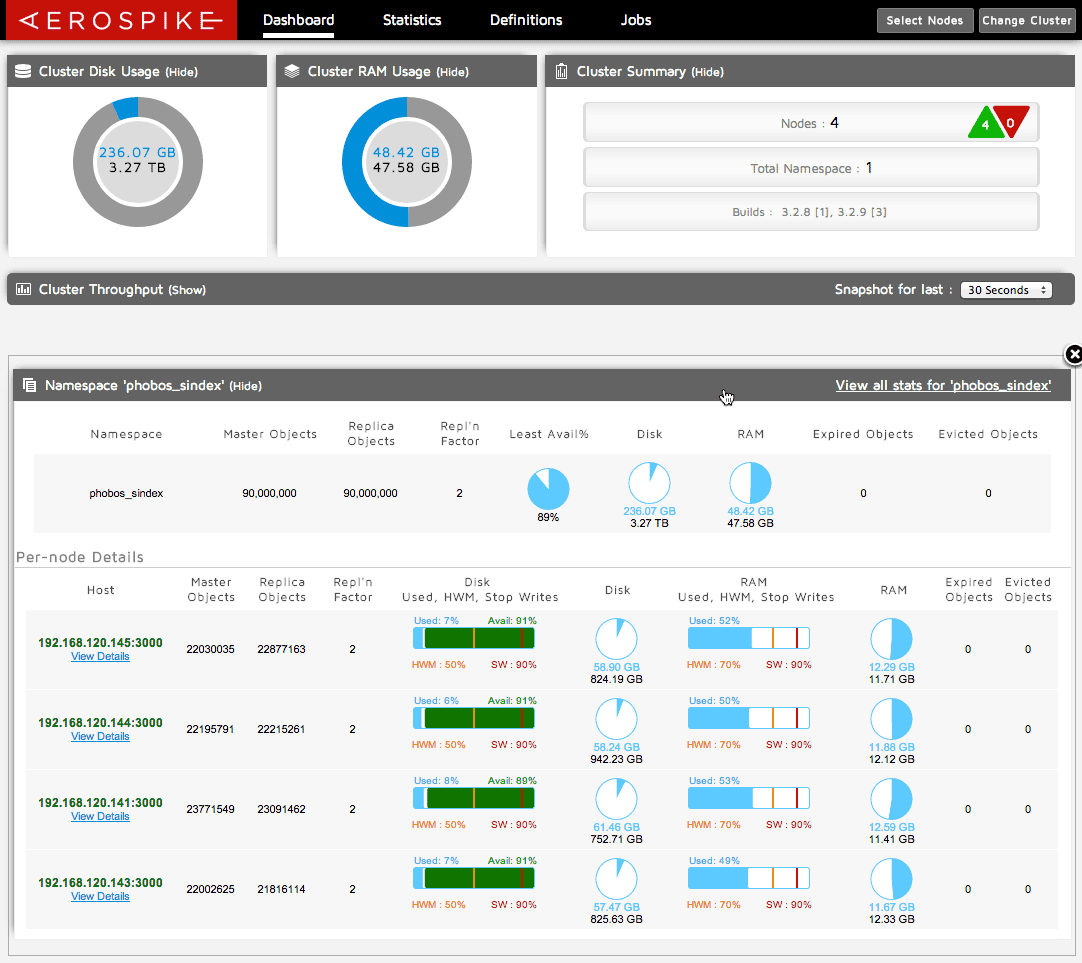 AEROSPIKE Dashboard Statistics Definitions Jobs Select Nodes Change Cluster
Cluster Disk Usage (Hide)
236.07 GB
3.27 TB
Cluster RAM Usage (Hide)
48.42 GB
47.58 GB
Cluster Summary (Hide)
Nodes : 4 4 0
Total Namespace : 1
Builds : 3.2.8 [1], 3.2.9 [3]
Cluster Throughput (Show) Snapshot for last : 30 Seconds
Namespace 'phobos_sindex' (Hide) View all stats for 'phobos_sindex'
Namespace Master Objects Replica Objects Repl'n Factor Least Avail% Disk RAM Expired Objects Evicted Objects
phobos_sindex 90,000,000 90,000,000 2 89% 236.07 GB 48.42 GB 0 0
3.27 TB 47.58 GB
Per-node Details
Host Master Objects Replica Objects Repl'n Factor Disk Used, HWM, Stop Writes Disk RAM Used, HWM, Stop Writes RAM Expired Objects Evicted Objects
Used: 7% Avail: 91% Used: 52%
192.168.120.145:3000 22030035 22877163 2 0 0
View Details HWM : 50% SW : 90% 58.90 GB HWM : 70% SW : 90% 12.29 GB
824.19 GB 11.71 GB
Used: 6% Avail: 91% Used: 50%
192.168.120.144:3000 22195791 22215261 2 0 0
View Details HWM : 50% SW : 90% 58.24 GB HWM : 70% SW : 90% 11.88 GB
942.23 GB 12.12 GB
Used: 8% Avail: 89% Used: 53%
192.168.120.141:3000 23771549 23091462 2 0 0
View Details HWM : 50% SW : 90% 61.46 GB HWM : 70% SW : 90% 12.59 GB
752.71 GB 11.41 GB
Used: 7% Avail: 91% Used: 49%
192.168.120.143:3000 22002625 21816114 2 0 0
View Details HWM : 50% SW : 90% 57.47 GB HWM : 70% SW : 90% 11.67 GB
825.63 GB 12.33 GB